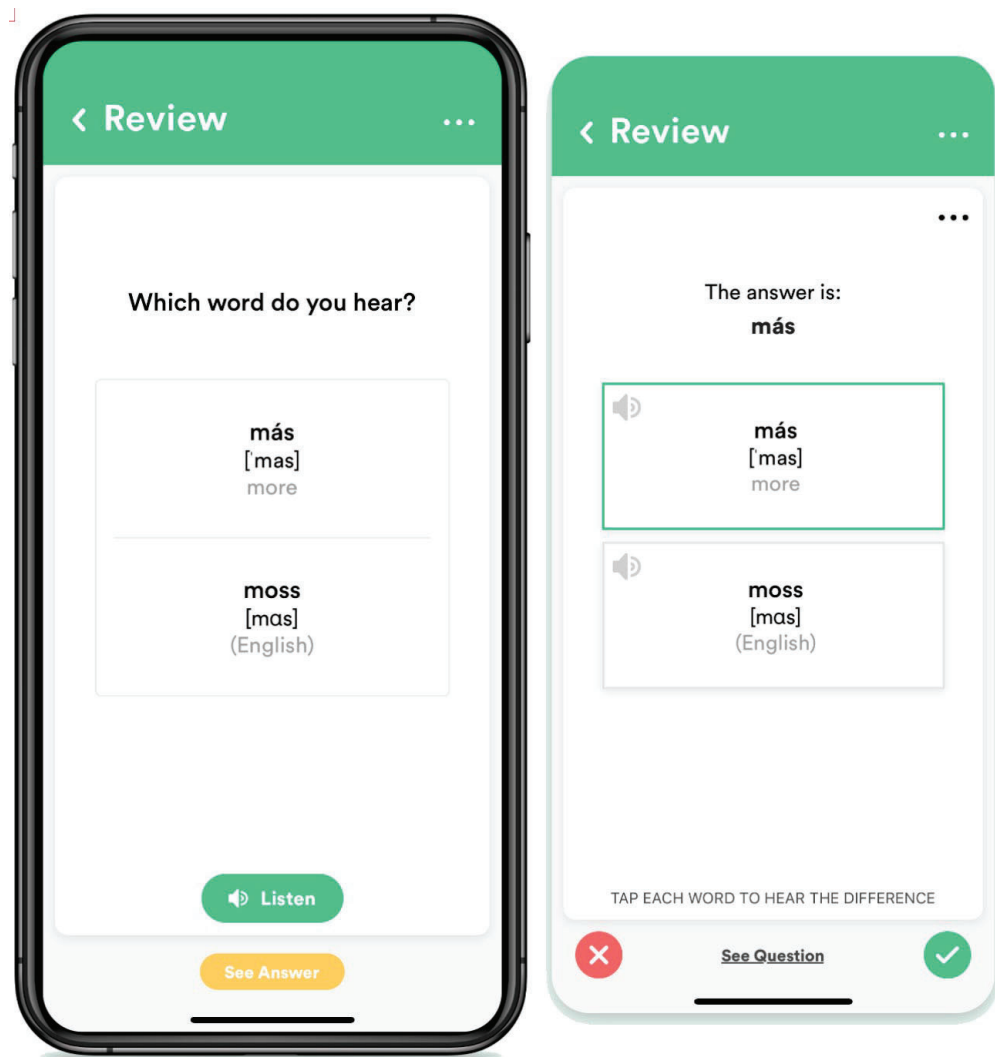 Review
Which word do you hear?
más
[ˈmas]
more
moss
[mɑs]
(English)
Listen
See Answer
Review
The answer is:
más
más
[ˈmas]
more
moss
[mɑs]
(English)
TAP EACH WORD TO HEAR THE DIFFERENCE
See Question